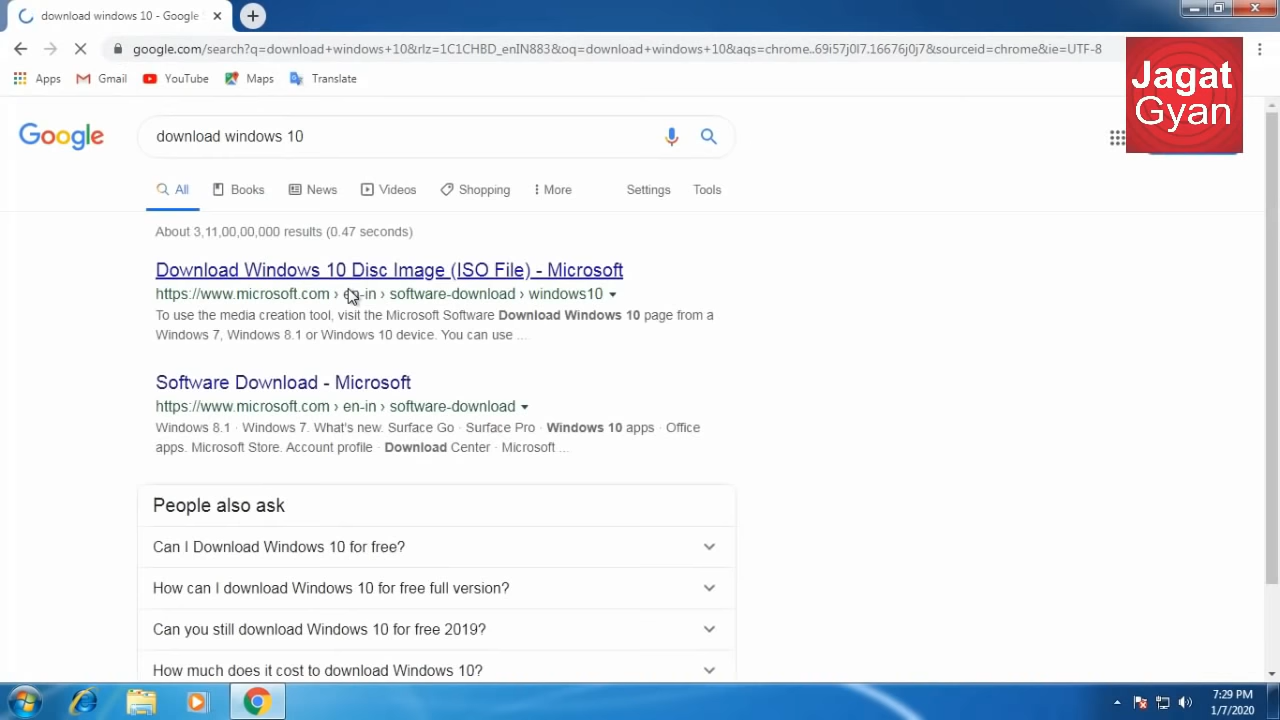 download windows 10 - Google
google.com/search?q=download+windows+10&rlz=1C1CHBD_enIN883&oq=download+windows+10&aqs=chrome..69i57j0l7.16676j0j7&sourceid=chrome&ie=UTF-8
Apps Gmail YouTube Maps Translate
Jagat
Gyan
Google download windows 10
All Books News Videos Shopping More Settings Tools
About 3,11,00,00,000 results (0.47 seconds)
Download Windows 10 Disc Image (ISO File) - Microsoft
https://www.microsoft.com › en-in › software-download › windows10
To use the media creation tool, visit the Microsoft Software Download Windows 10 page from a
Windows 7, Windows 8.1 or Windows 10 device. You can use ...
Software Download - Microsoft
https://www.microsoft.com › en-in › software-download
Windows 8.1 · Windows 7. What's new. Surface Go · Surface Pro · Windows 10 apps · Office
apps. Microsoft Store. Account profile · Download Center · Microsoft ...
People also ask
Can I Download Windows 10 for free?
How can I download Windows 10 for free full version?
Can you still download Windows 10 for free 2019?
How much does it cost to download Windows 10?
7:29 PM
1/7/2020